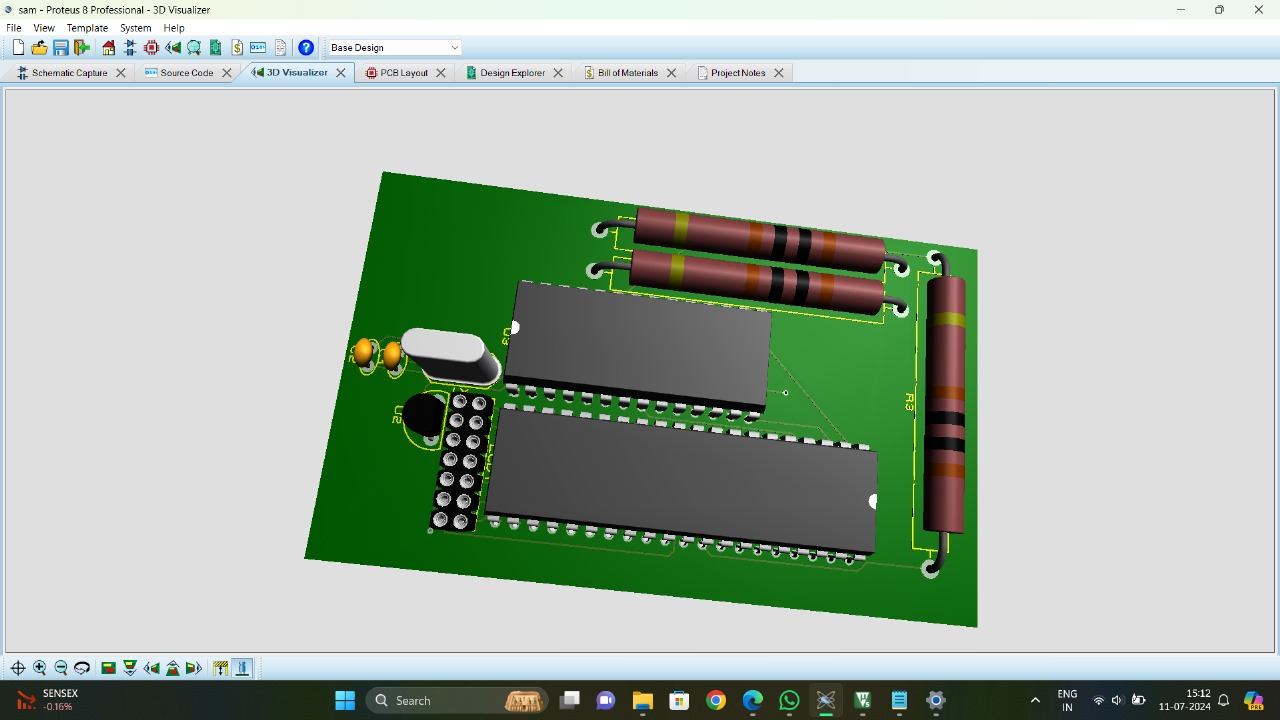 sam - Proteus 8 Professional - 3D Visualizer
File View Template System Help
Base Design
Schematic Capture
Source Code
3D Visualizer
PCB Layout
Design Explorer
Bill of Materials
Project Notes
U2
R3
SENSEX
-0.16%
Search
ENG
IN
15:12
11-07-2024